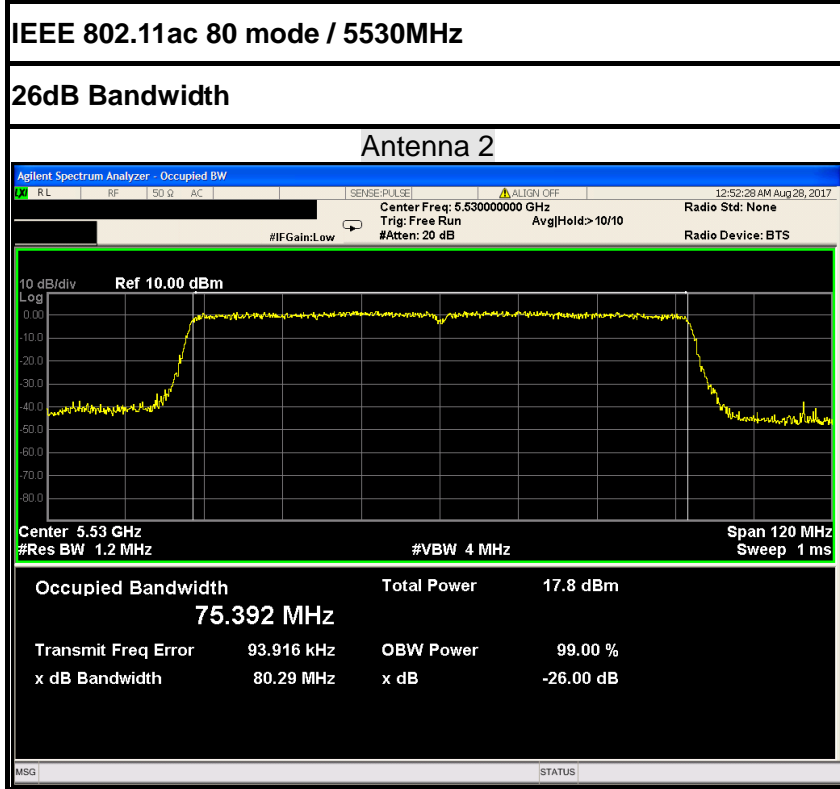 IEEE 802.11ac 80 mode / 5530MHz
26dB Bandwidth
Antenna 2
Agilent Spectrum Analyzer - Occupied BW
LXI RL RF 50 Ω AC SENSE:PULSE ALIGN OFF 12:52:28 AM Aug 28, 2017
Center Freq: 5.530000000 GHz Radio Std: None
Trig: Free Run Avg|Hold:>10/10
#IFGain:Low #Atten: 20 dB Radio Device: BTS
10 dB/div Ref 10.00 dBm
Log
0.00
-10.0
-20.0
-30.0
-40.0
-50.0
-60.0
-70.0
-80.0
Center 5.53 GHz Span 120 MHz
#Res BW 1.2 MHz #VBW 4 MHz Sweep 1 ms
Occupied Bandwidth Total Power 17.8 dBm
75.392 MHz
Transmit Freq Error 93.916 kHz OBW Power 99.00 %
x dB Bandwidth 80.29 MHz x dB -26.00 dB
MSG STATUS